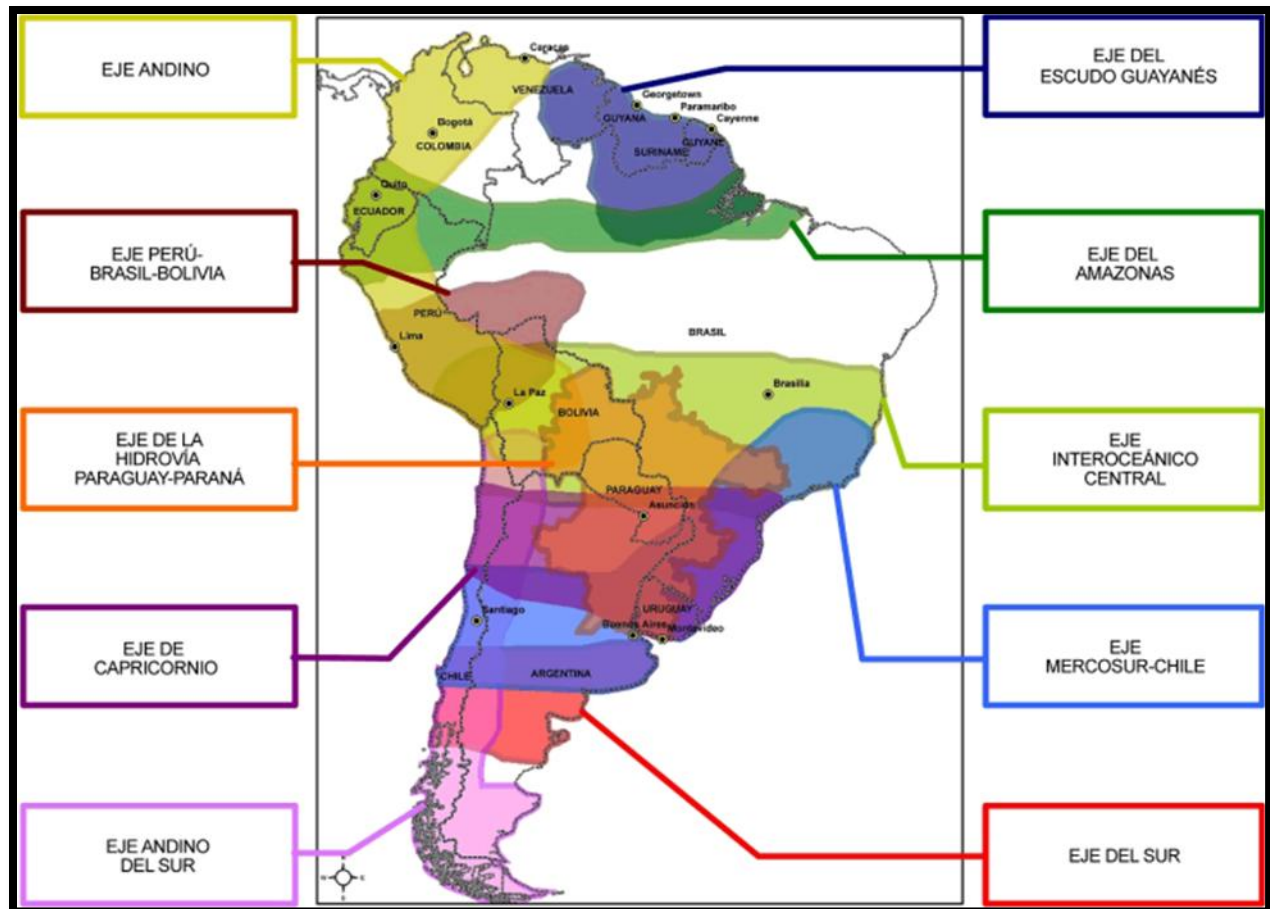 EJE ANDINO
EJE PERÚ-
BRASIL-BOLIVIA
EJE DE LA
HIDROVÍA
PARAGUAY-PARANÁ
EJE DE
CAPRICORNIO
EJE ANDINO
DEL SUR
Caracas
VENEZUELA
Georgetown
Paramaribo
GUYANA
Cayenne
Bogotá
COLOMBIA
GUYANE
SURINAME
Quito
ECUADOR
PERÚ
Lima
BRASIL
Brasilia
La Paz
BOLIVIA
PARAGUAY
Asunción
Santiago
URUGUAY
Buenos Aires
Montevideo
CHILE
ARGENTINA
EJE DEL
ESCUDO GUAYANÉS
EJE DEL
AMAZONAS
EJE
INTEROCEÁNICO
CENTRAL
EJE
MERCOSUR-CHILE
EJE DEL SUR